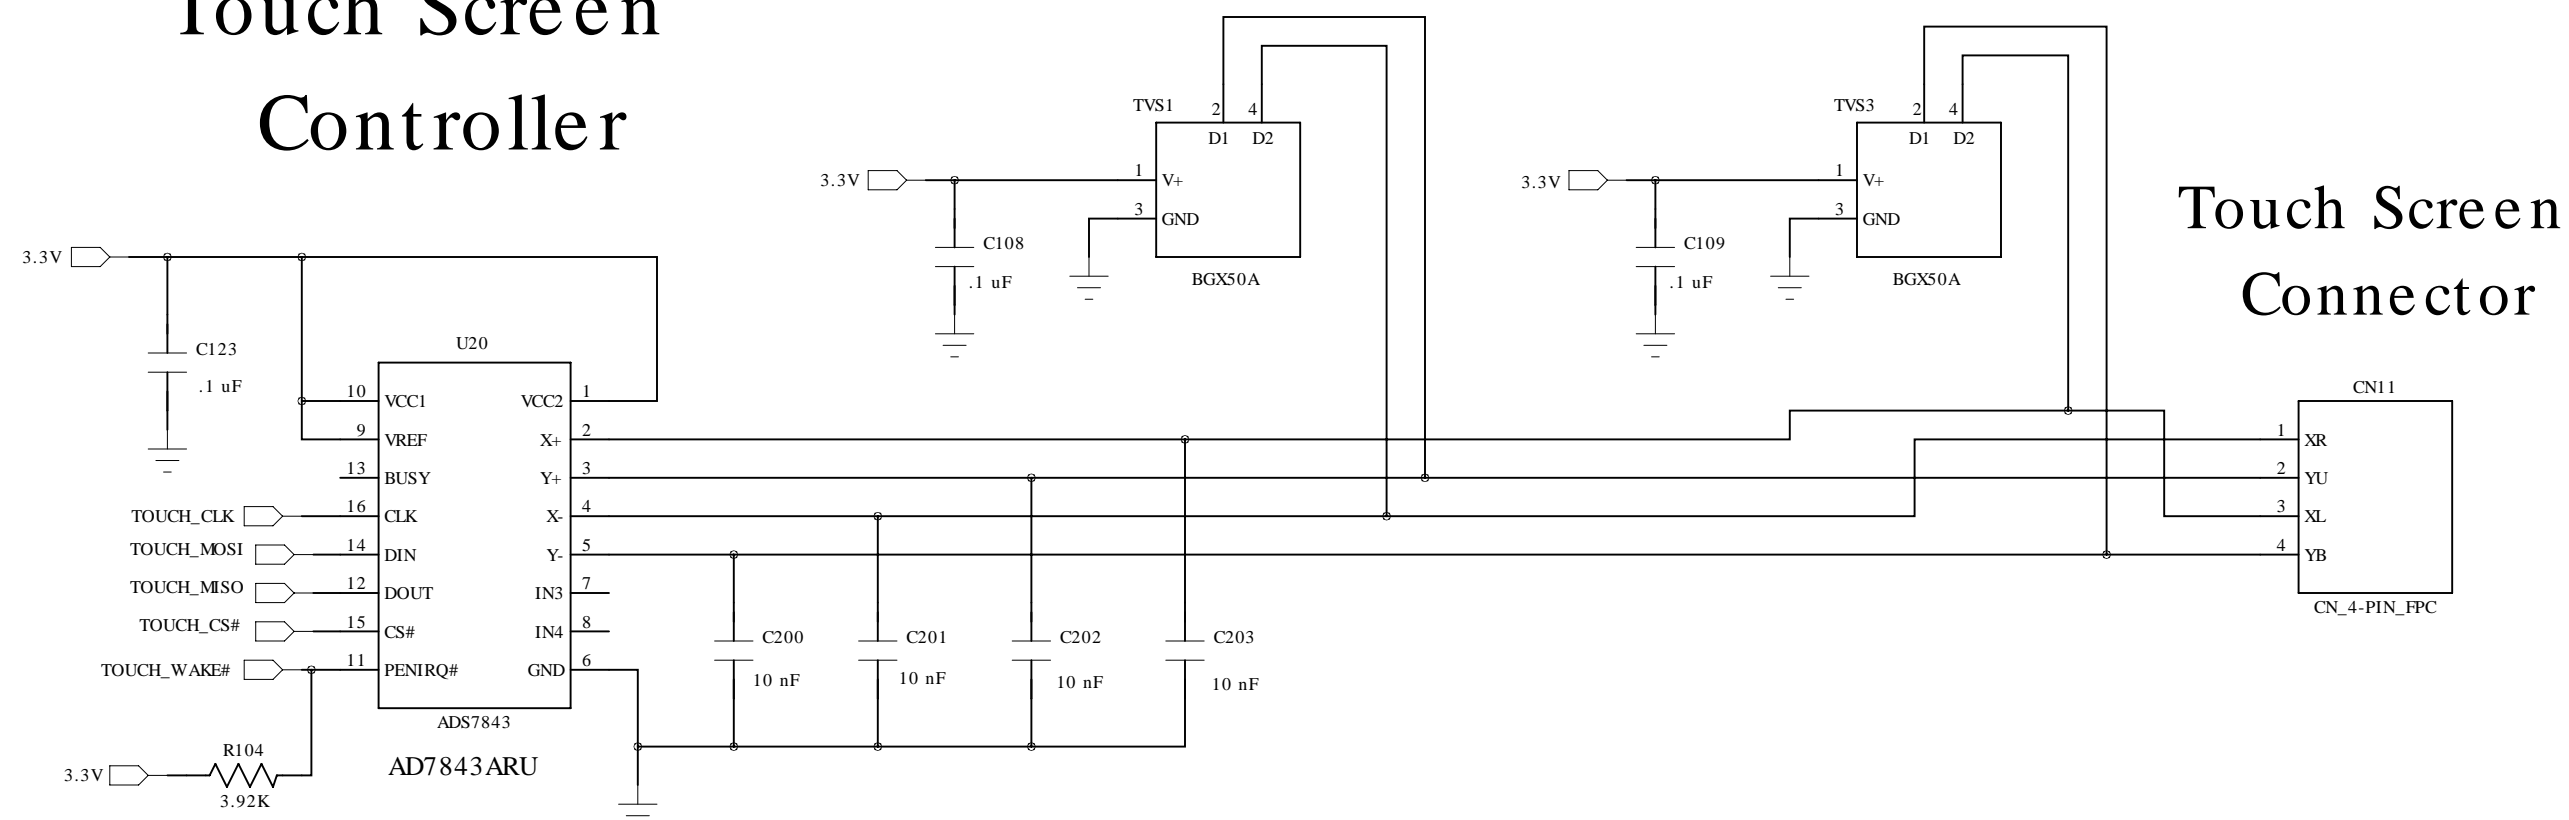 Touch Screen
Controller
3.3V
C123
.1 uF
U20
10 VCC1
9 VREF
13 BUSY
TOUCH_CLK 16 CLK
TOUCH_MOSI 14 DIN
TOUCH_MISO 12 DOUT
TOUCH_CS# 15 CS#
TOUCH_WAKE# 11 PENIRQ#
VCC2 1
X+ 2
Y+ 3
X- 4
Y- 5
IN3 7
IN4 8
GND 6
ADS7843
AD7843ARU
3.3V
R104
3.92K
C200
10 nF
C201
10 nF
C202
10 nF
C203
10 nF
TVS1
2 4
D1 D2
3.3V
1 V+
3 GND
C108
.1 uF
BGX50A
TVS3
2 4
D1 D2
3.3V
1 V+
3 GND
C109
.1 uF
BGX50A
Touch Screen
Connector
CN11
1 XR
2 YU
3 XL
4 YB
CN_4-PIN_FPC